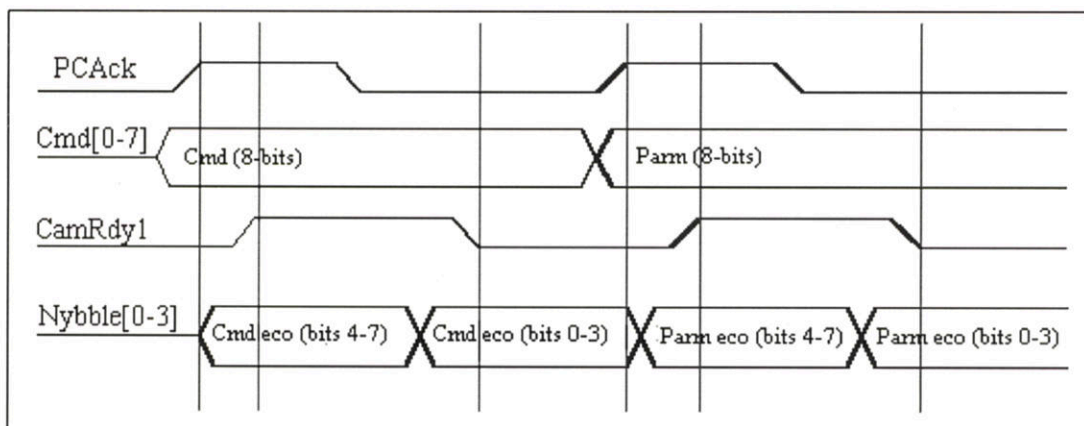 PCAck
Cmd[0-7]
Cmd (8-bits)
Parm (8-bits)
CamRdy1
Nybble[0-3]
Cmd eco (bits 4-7)
Cmd eco (bits 0-3)
Parm eco (bits 4-7)
Parm eco (bits 0-3)